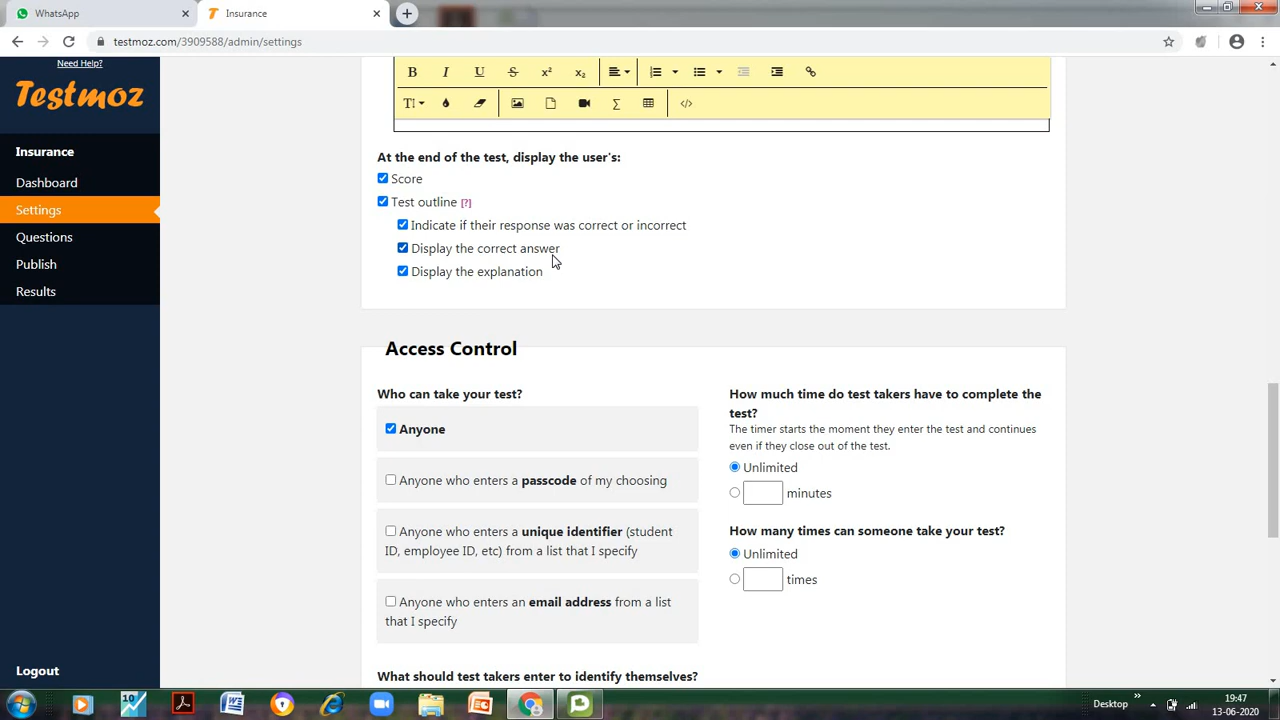 WhatsApp
Insurance
testmoz.com/3909588/admin/settings
Need Help?
Testmoz
Insurance
Dashboard
Settings
Questions
Publish
Results
Logout
At the end of the test, display the user's:
Score
Test outline [?]
Indicate if their response was correct or incorrect
Display the correct answer
Display the explanation
Access Control
Who can take your test?
Anyone
Anyone who enters a passcode of my choosing
Anyone who enters a unique identifier (student
ID, employee ID, etc) from a list that I specify
Anyone who enters an email address from a list
that I specify
How much time do test takers have to complete the
test?
The timer starts the moment they enter the test and continues
even if they close out of the test.
Unlimited
minutes
How many times can someone take your test?
Unlimited
times
What should test takers enter to identify themselves?
Desktop
19:47
13-06-2020